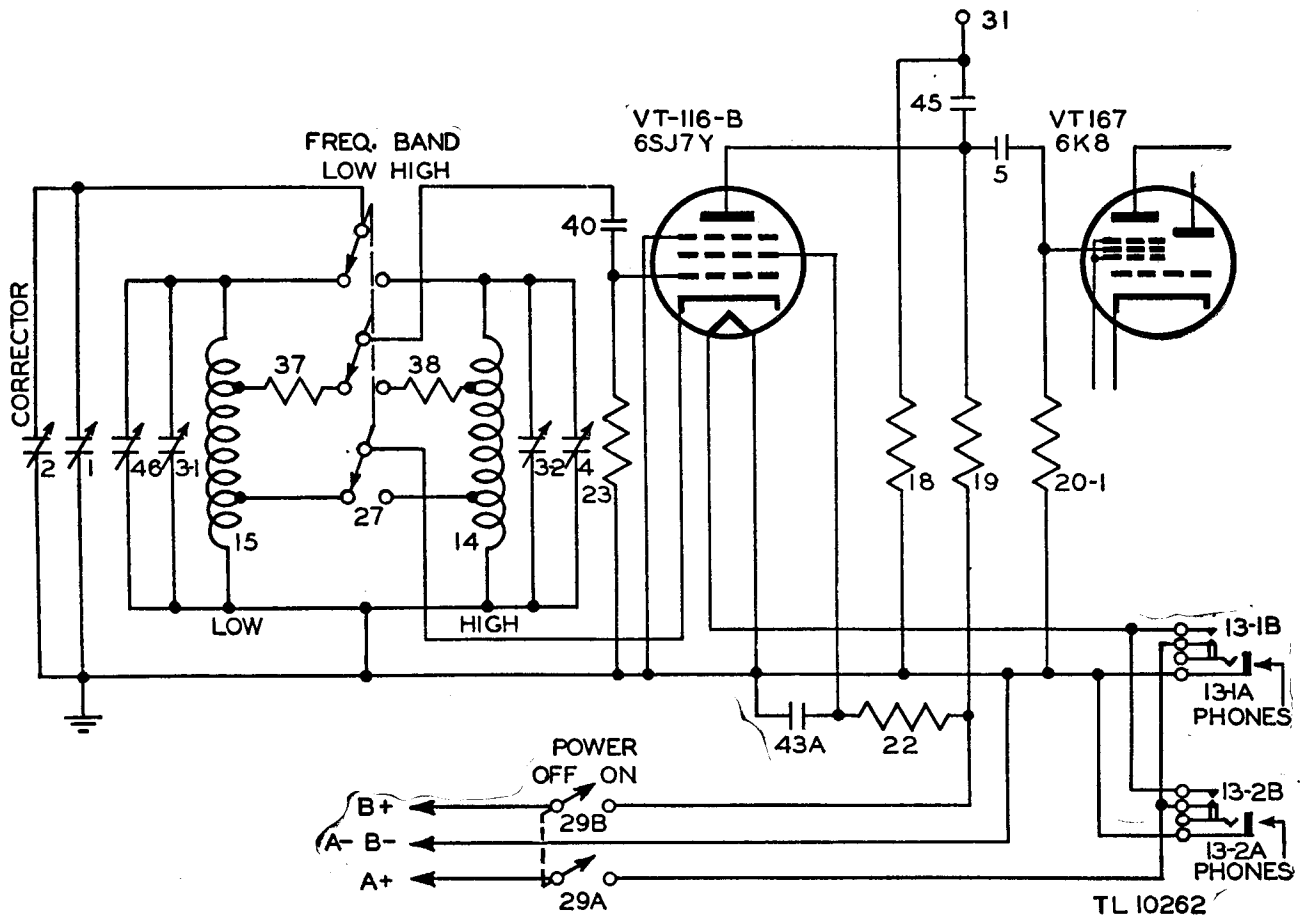 31
45
VT-116-B
6SJ7Y
VT167
6K8
FREQ. BAND
LOW HIGH
5
40
CORRECTOR
37
38
2
1
46
3-1
3-2
4
23
18
19
20-1
27
15
14
LOW
HIGH
13-1B
13-1A
PHONES
43A
22
POWER
OFF ON
B+
29B
13-2B
A- B-
13-2A
PHONES
A+
29A
TL 10262